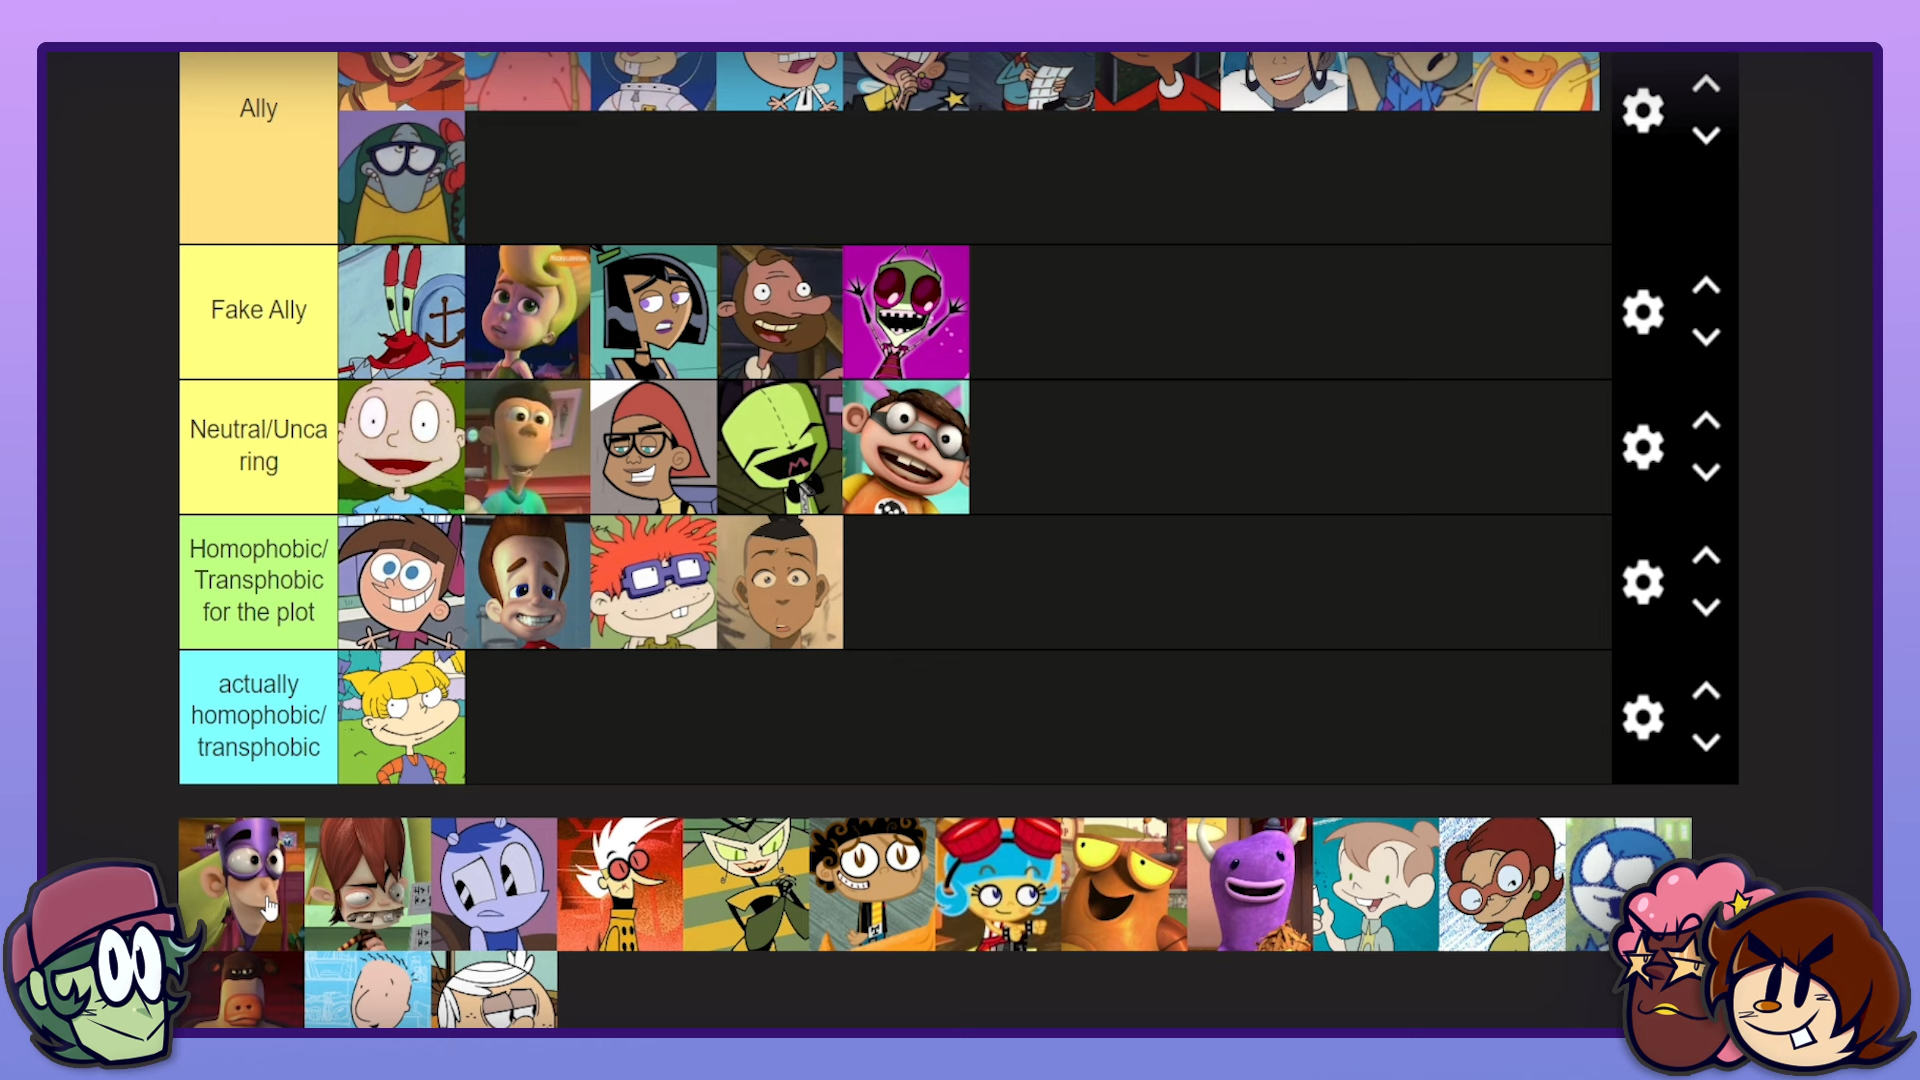 Ally
Fake Ally
Neutral/Unca
ring
Homophobic/
Transphobic
for the plot
actually
homophobic/
transphobic